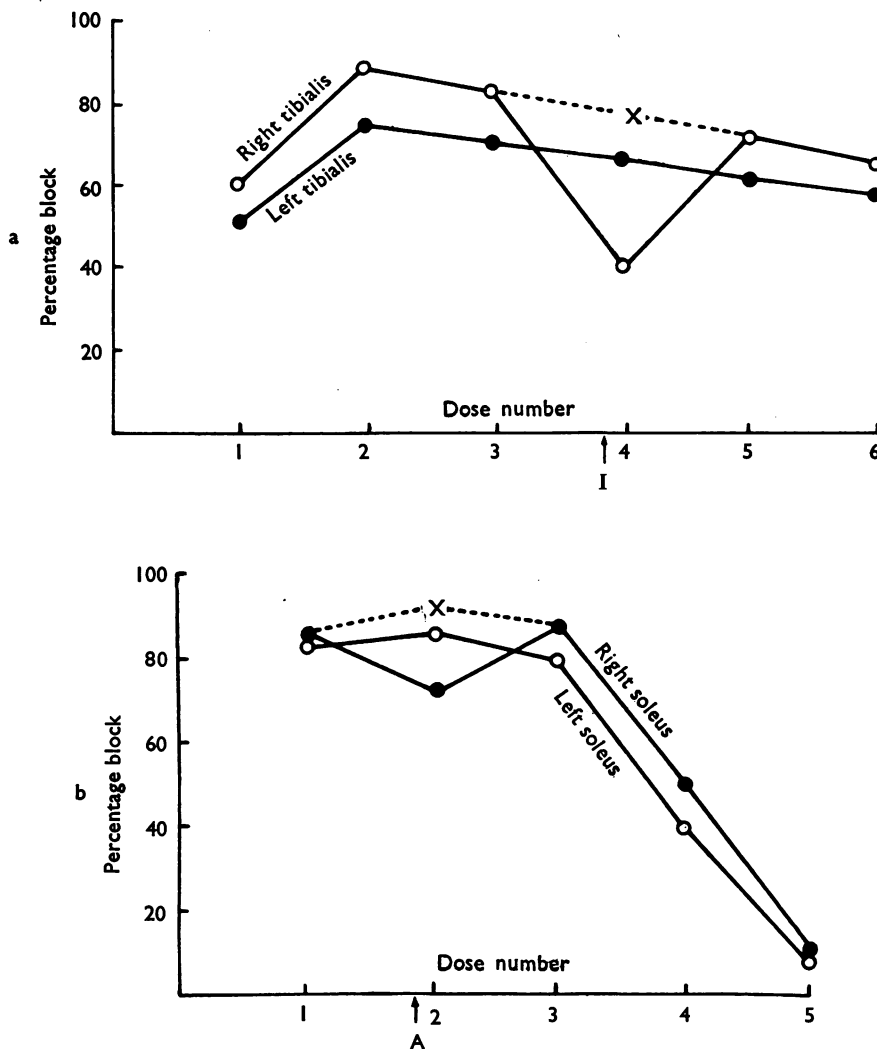 100
80
60
40
20
Percentage block
a
Right tibialis
Left tibialis
X
Dose number
1 2 3 4 5 6
I
100
80
60
40
20
Percentage block
b
X
Right soleus
Left soleus
Dose number
1 2 3 4 5
A